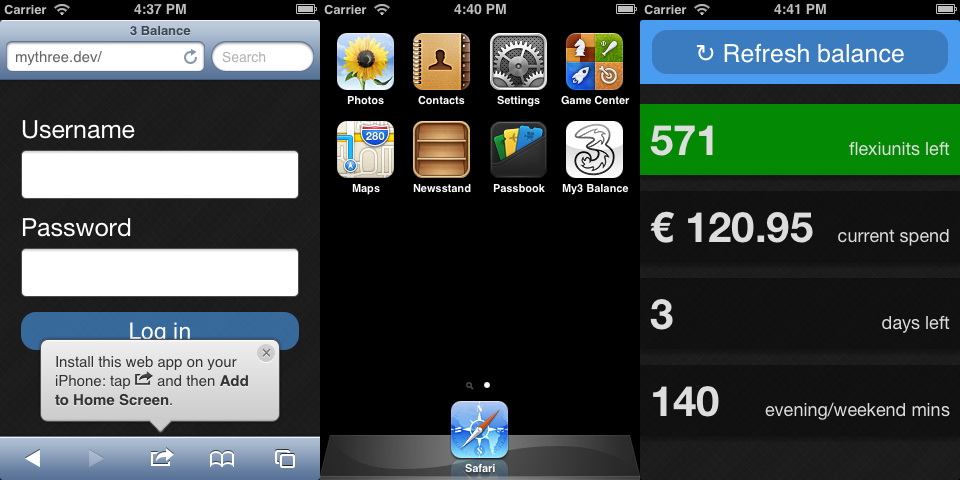 Carrier 4:37 PM
3 Balance
mythree.dev/ Search
Username
Password
Log in
Install this web app on your
iPhone: tap and then Add
to Home Screen.
Carrier 4:40 PM
Photos Contacts Settings Game Center
280
Maps Newsstand Passbook My3 Balance
Safari
Carrier 4:41 PM
↻ Refresh balance
571 flexiunits left
€ 120.95 current spend
3 days left
140 evening/weekend mins